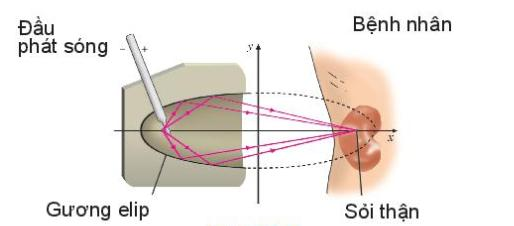 Đầu
phát sóng
Bệnh nhân
- +
y
x
Gương elip
Sỏi thận